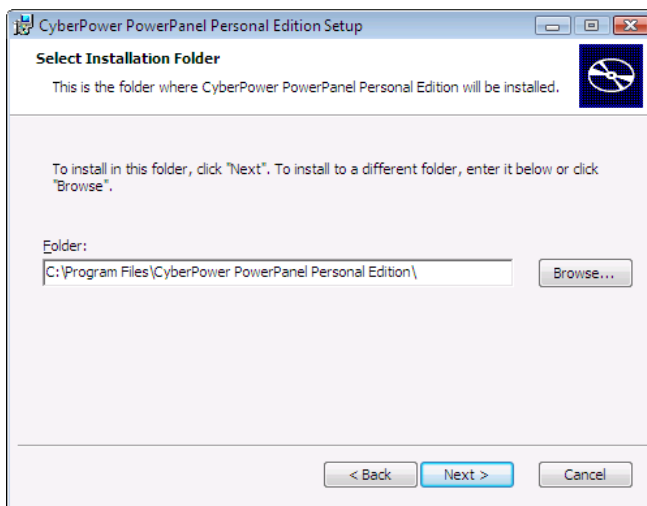 CyberPower PowerPanel Personal Edition Setup
Select Installation Folder
This is the folder where CyberPower PowerPanel Personal Edition will be installed.
To install in this folder, click "Next". To install to a different folder, enter it below or click
"Browse".
Folder:
C:\Program Files\CyberPower PowerPanel Personal Edition\
Browse...
< Back
Next >
Cancel